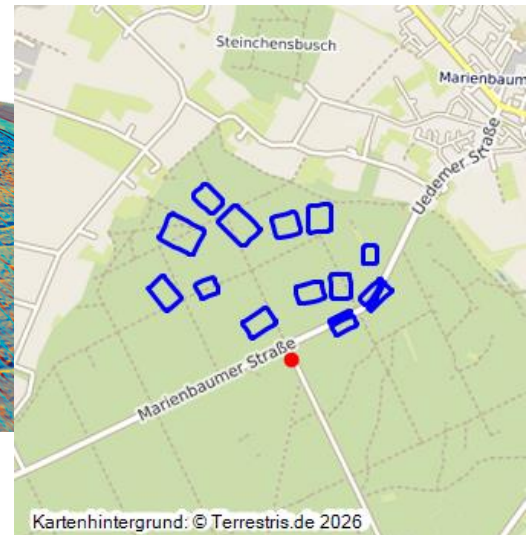 Steinchensbusch
Marienbaum
Uedemer Straße
Marienbaumer Straße
Kartenhintergrund: © Terrestris.de 2026